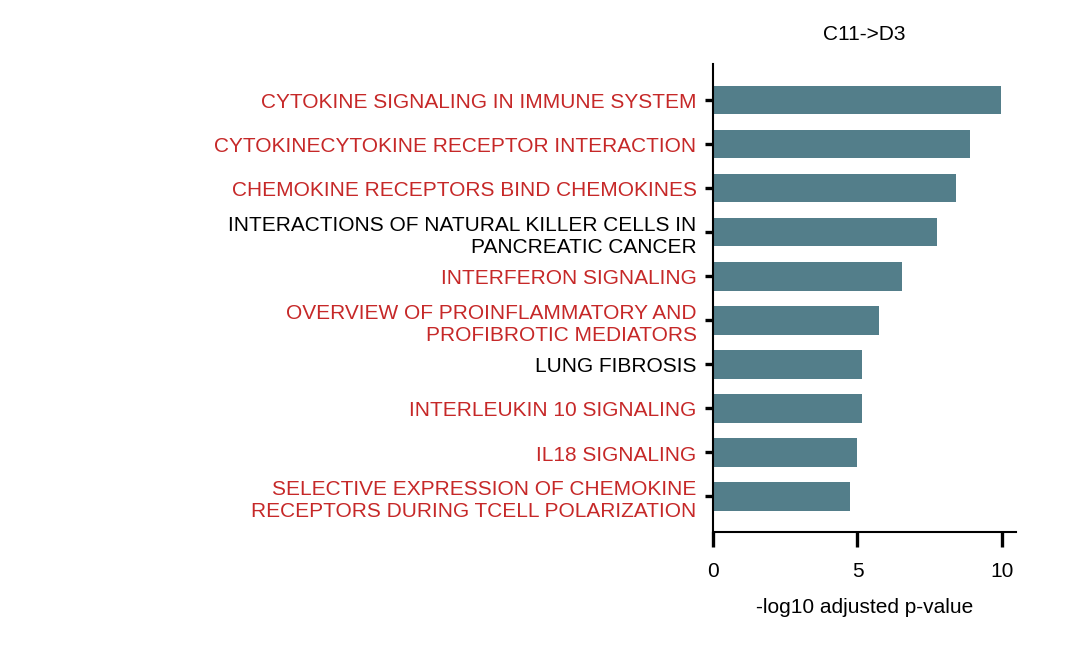 C11->D3
CYTOKINE SIGNALING IN IMMUNE SYSTEM
CYTOKINECYTOKINE RECEPTOR INTERACTION
CHEMOKINE RECEPTORS BIND CHEMOKINES
INTERACTIONS OF NATURAL KILLER CELLS IN
PANCREATIC CANCER
INTERFERON SIGNALING
OVERVIEW OF PROINFLAMMATORY AND
PROFIBROTIC MEDIATORS
LUNG FIBROSIS
INTERLEUKIN 10 SIGNALING
IL18 SIGNALING
SELECTIVE EXPRESSION OF CHEMOKINE
RECEPTORS DURING TCELL POLARIZATION
0 5 10
-log10 adjusted p-value